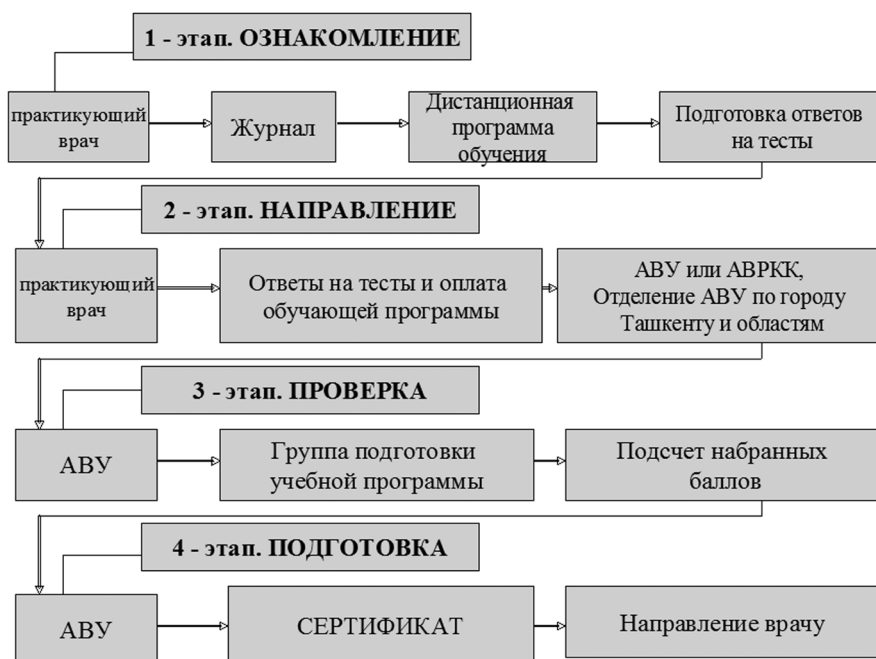 1 - этап. ОЗНАКОМЛЕНИЕ
практикующий
врач
Журнал
Дистанционная
программа
обучения
Подготовка ответов
на тесты
2 - этап. НАПРАВЛЕНИЕ
практикующий
врач
Ответы на тесты и оплата
обучающей программы
АВУ или АВРКК,
Отделение АВУ по городу
Ташкенту и областям
3 - этап. ПРОВЕРКА
АВУ
Группа подготовки
учебной программы
Подсчет набранных
баллов
4 - этап. ПОДГОТОВКА
АВУ
СЕРТИФИКАТ
Направление врачу